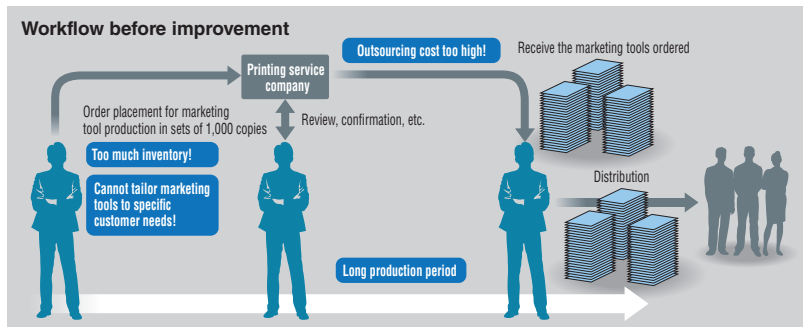 Workflow before improvement
Outsourcing cost too high!
Receive the marketing tools ordered
Printing service
company
Order placement for marketing
tool production in sets of 1,000 copies
Review, confirmation, etc.
Too much inventory!
Cannot tailor marketing
tools to specific
customer needs!
Distribution
Long production period